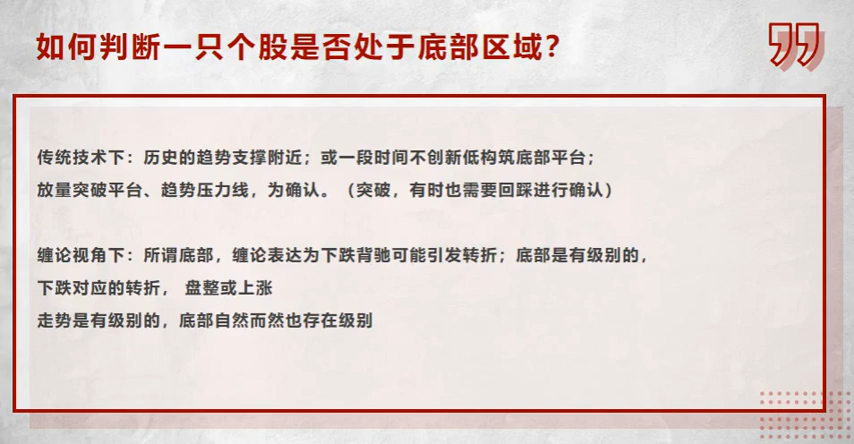 如何判断一只个股是否处于底部区域？
传统技术下：历史的趋势支撑附近；或一段时间不创新低构筑底部平台；
放量突破平台、趋势压力线，为确认。（突破，有时也需要回踩进行确认）
缠论视角下：所谓底部，缠论表达为下跌背驰可能引发转折；底部是有级别的，
下跌对应的转折， 盘整或上涨
走势是有级别的，底部自然而然也存在级别